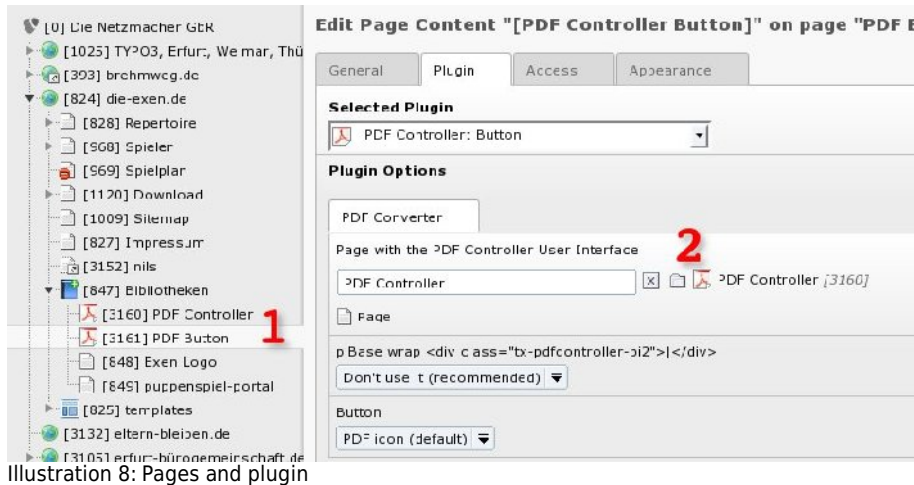 [0] Die Netzmacher GbR
[1025] TYPO3, Erfurt, Weimar, Thü
[393] brehmweg.de
[824] die-exen.de
[828] Repertoire
[968] Spieler
[969] Spielplan
[1120] Download
[1009] Sitemap
[827] Impressum
[3152] nils
[847] Bibliotheken
[3160] PDF Controller
[3161] PDF Button
1
[848] Exen Logo
[849] puppenspiel-portal
[825] templates
[3132] eltern-bleiben.de
[3105] erfurt-bürogemeinschaft.de
Edit Page Content "[PDF Controller Button]" on page "PDF B
General Plugin Access Appearance
Selected Plugin
PDF Controller: Button
Plugin Options
PDF Converter
Page with the PDF Controller User Interface
2
PDF Controller x PDF Controller [3160]
Page
pBase wrap <div class="tx-pdfcontroller-pi2">|</div>
Don't use it (recommended)
Button
PDF icon (default)
Illustration 8: Pages and plugin